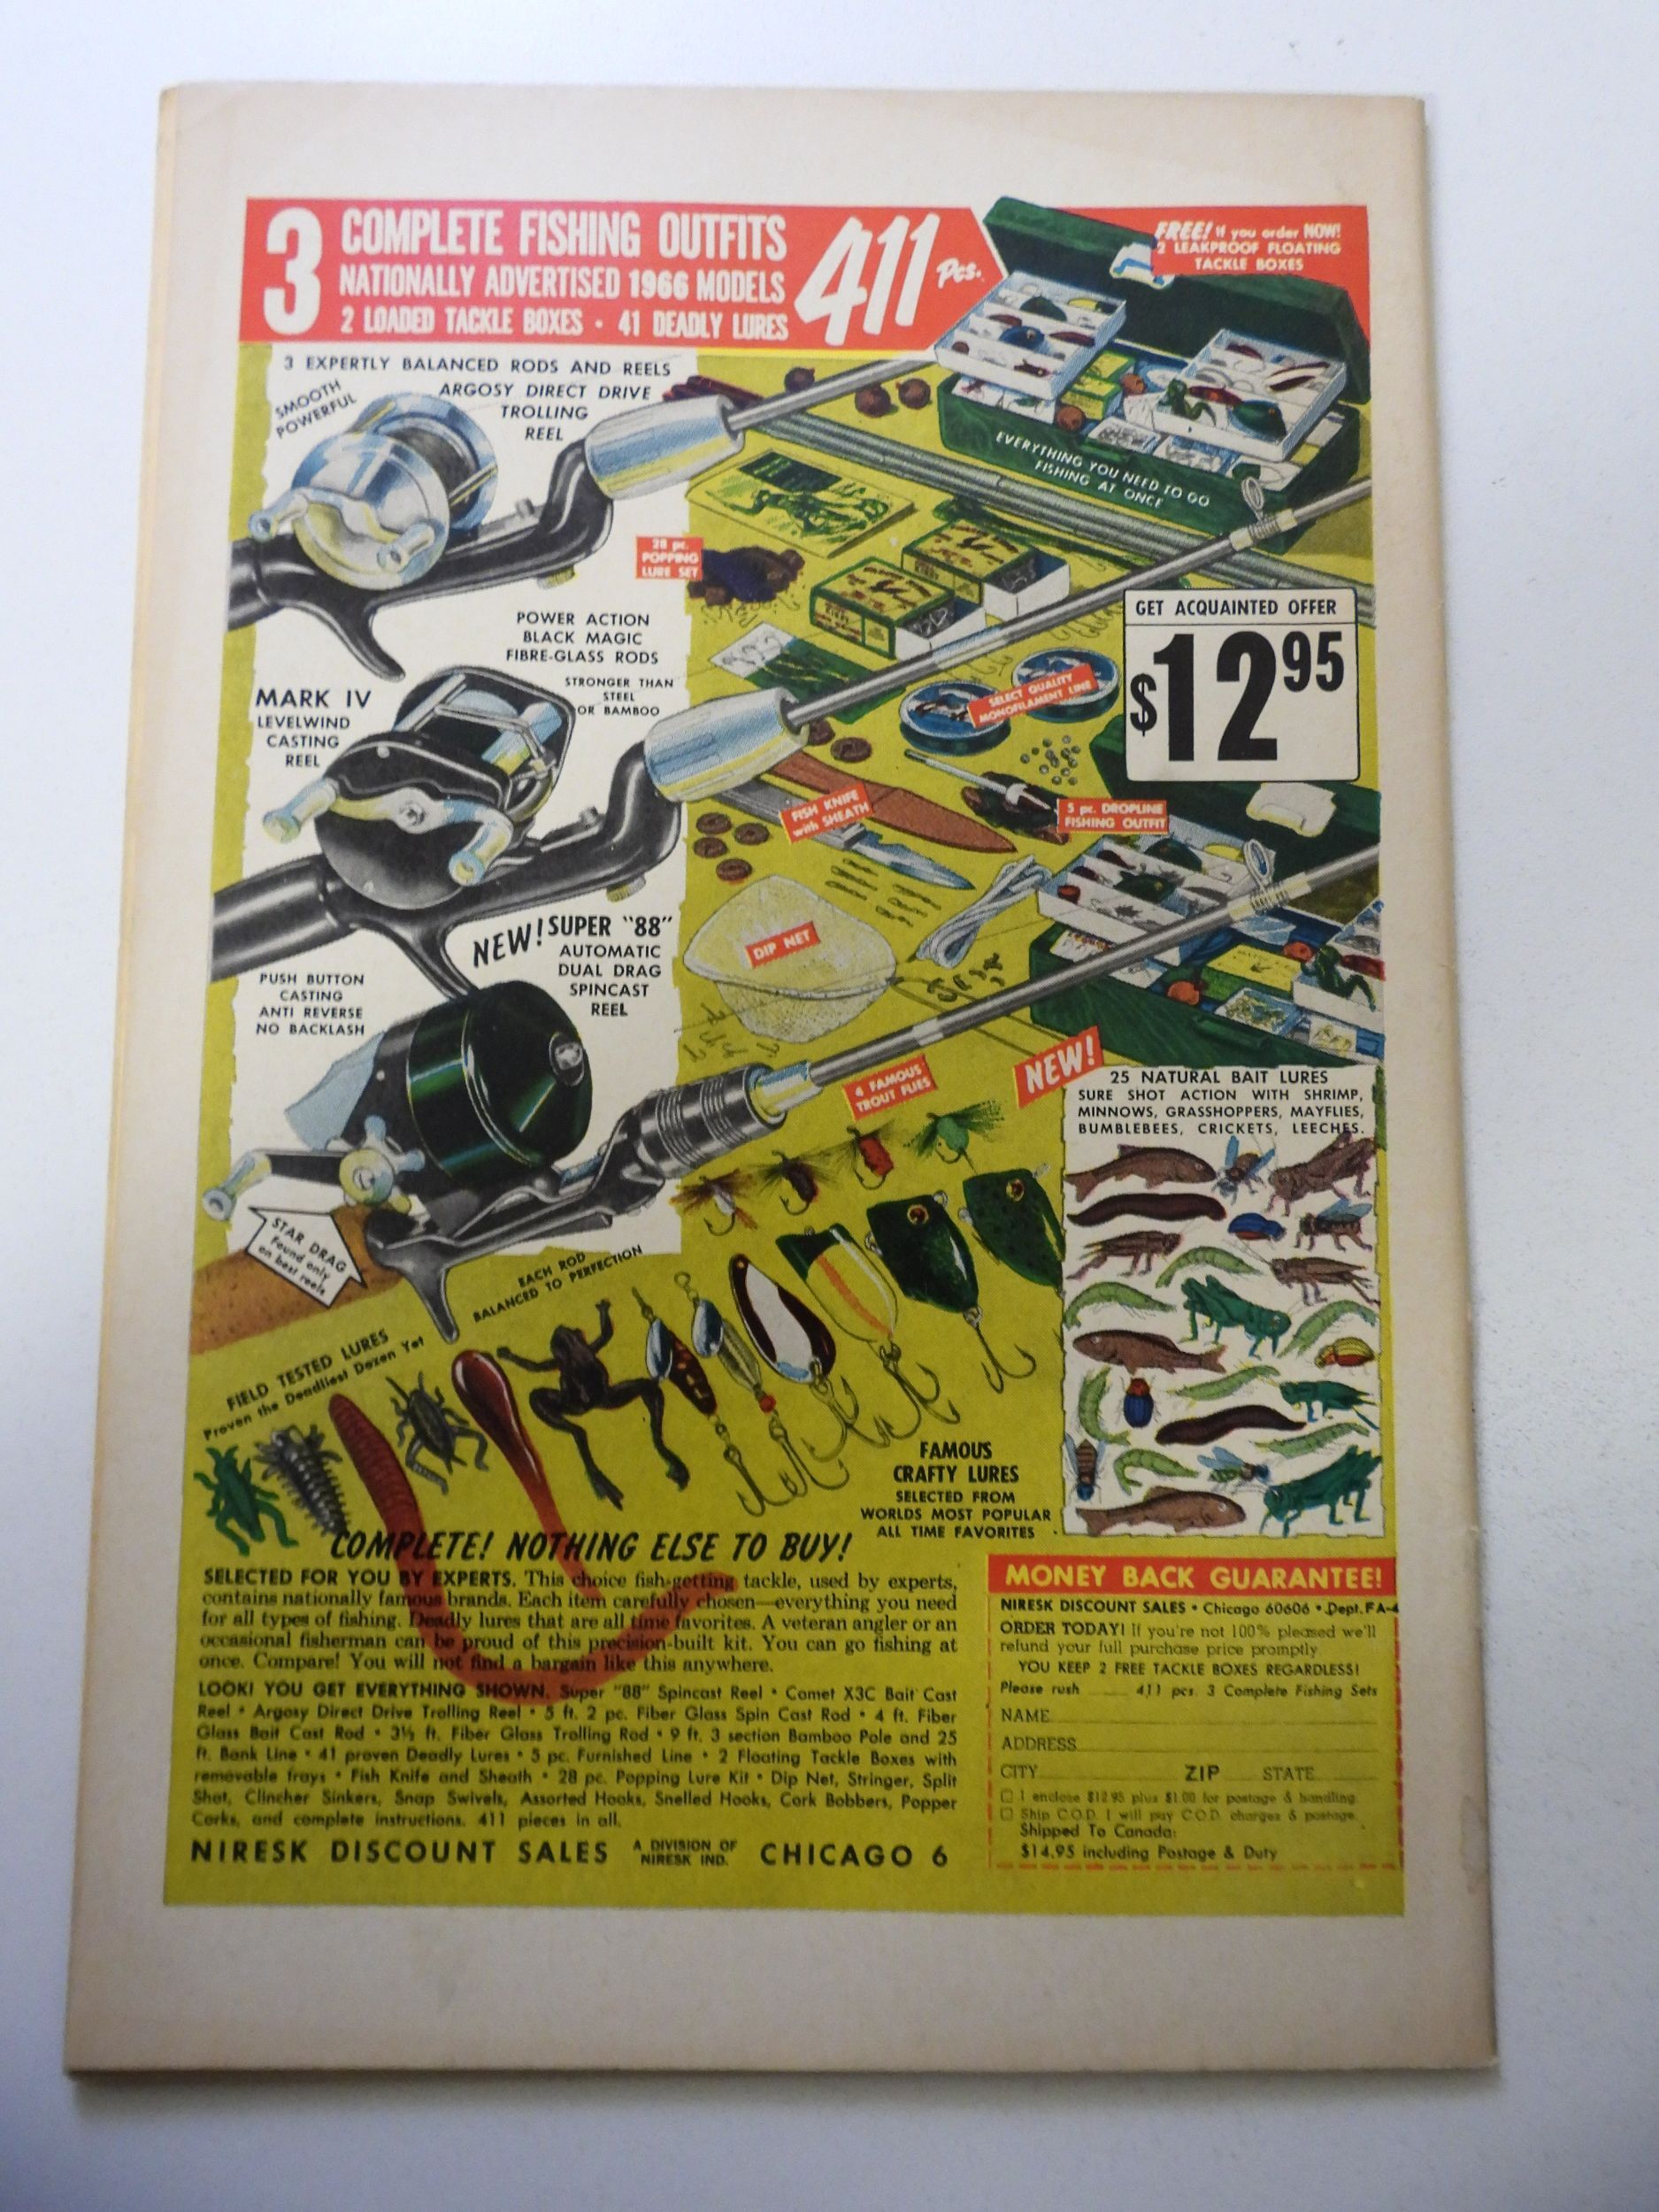 3
COMPLETE FISHING OUTFITS
NATIONALLY ADVERTISED 1966 MODELS
2 LOADED TACKLE BOXES • 41 DEADLY LURES
411 Pcs.
FREE! If you order NOW!
2 LEAKPROOF FLOATING
TACKLE BOXES
3 EXPERTLY BALANCED RODS AND REELS
SMOOTH
POWERFUL
ARGOSY DIRECT DRIVE
TROLLING
REEL
EVERYTHING YOU NEED TO GO
FISHING AT ONCE
28 pc.
POPPING
LURE SET
GET ACQUAINTED OFFER
$12.95
POWER ACTION
BLACK MAGIC
FIBRE-GLASS RODS
STRONGER THAN
STEEL
OR BAMBOO
MARK IV
LEVELWIND
CASTING
REEL
SELECT QUALITY
MONOFILAMENT LINE
FISH KNIFE
with SHEATH
5 pc. DROPLINE
FISHING OUTFIT
DIP NET
NEW! SUPER "88"
AUTOMATIC
DUAL DRAG
SPINCAST
REEL
PUSH BUTTON
CASTING
ANTI REVERSE
NO BACKLASH
4 FAMOUS
TROUT FLIES
NEW!
25 NATURAL BAIT LURES
SURE SHOT ACTION WITH SHRIMP,
MINNOWS, GRASSHOPPERS, MAYFLIES,
BUMBLEBEES, CRICKETS, LEECHES.
STAR DRAG
Found only
on best reels
EACH ROD
BALANCED TO PERFECTION
FIELD TESTED LURES
Proven the Deadliest Dozen Yet
FAMOUS
CRAFTY LURES
SELECTED FROM
WORLDS MOST POPULAR
ALL TIME FAVORITES
COMPLETE! NOTHING ELSE TO BUY!
SELECTED FOR YOU BY EXPERTS. This choice fish-getting tackle, used by experts,
contains nationally famous brands. Each item carefully chosen—everything you need
for all types of fishing. Deadly lures that are all time favorites. A veteran angler or an
occasional fisherman can be proud of this precision-built kit. You can go fishing at
once. Compare! You will not find a bargain like this anywhere.
LOOK! YOU GET EVERYTHING SHOWN. Super "88" Spincast Reel • Comet X3C Bait Cast
Reel • Argosy Direct Drive Trolling Reel • 5 ft. 2 pc. Fiber Glass Spin Cast Rod • 4 ft. Fiber
Glass Bait Cast Rod • 3½ ft. Fiber Glass Trolling Rod • 9 ft. 3 section Bamboo Pole and 25
ft. Bank Line • 41 proven Deadly Lures • 5 pc. Furnished Line • 2 Floating Tackle Boxes with
removable trays • Fish Knife and Sheath • 28 pc. Popping Lure Kit • Dip Net, Stringer, Split
Shot, Clincher Sinkers, Snap Swivels, Assorted Hooks, Snelled Hooks, Cork Bobbers, Popper
Corks, and complete instructions. 411 pieces in all.
NIRESK DISCOUNT SALES A DIVISION OF NIRESK IND. CHICAGO 6
MONEY BACK GUARANTEE!
NIRESK DISCOUNT SALES • Chicago 60606 • Dept. FA-4
ORDER TODAY! If you're not 100% pleased we'll
refund your full purchase price promptly.
YOU KEEP 2 FREE TACKLE BOXES REGARDLESS!
Please rush 411 pcs. 3 Complete Fishing Sets
NAME
ADDRESS
CITY ZIP STATE
☐ I enclose $12.95 plus $1.00 for postage & handling.
☐ Ship C.O.D. I will pay C.O.D. charges & postage.
Shipped To Canada:
$14.95 including Postage & Duty